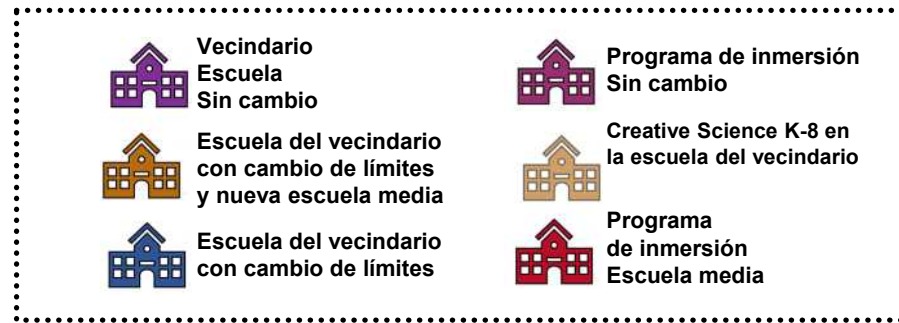 Vecindario
Escuela
Sin cambio
Escuela del vecindario
con cambio de límites
y nueva escuela media
Escuela del vecindario
con cambio de límites
Programa de inmersión
Sin cambio
Creative Science K-8 en
la escuela del vecindario
Programa
de inmersión
Escuela media